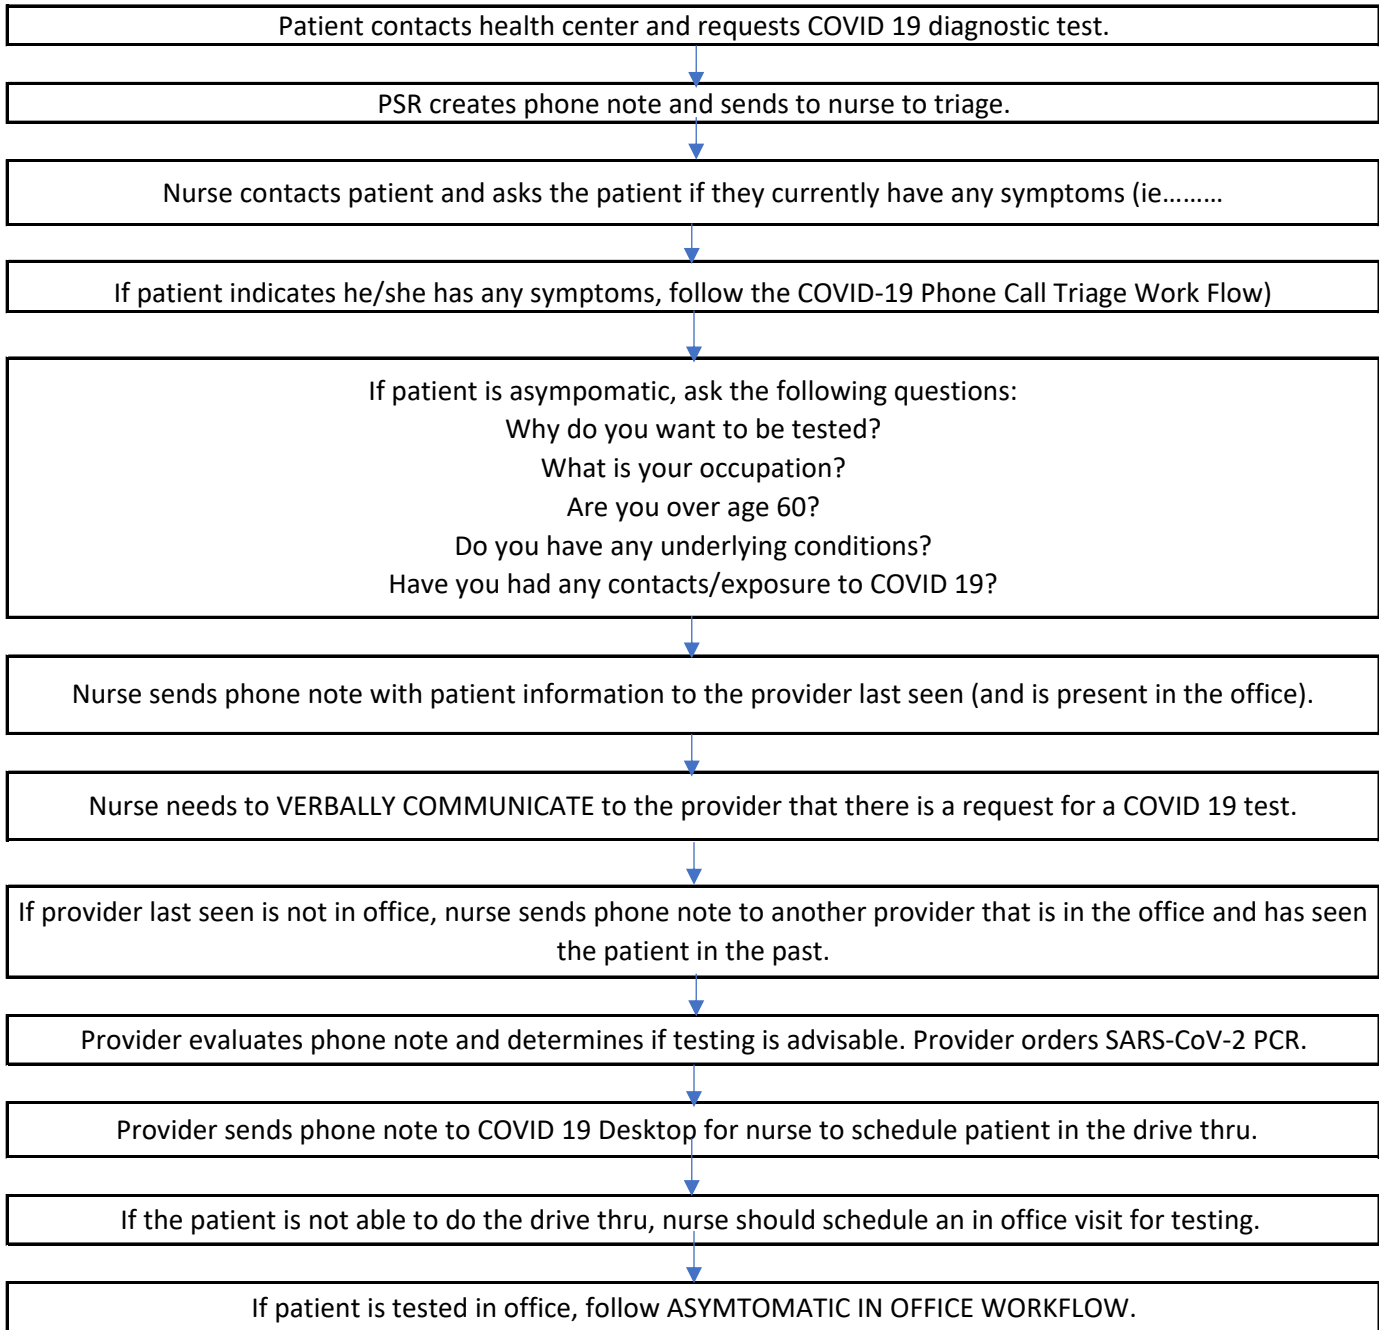 Patient contacts health center and requests COVID 19 diagnostic test.
PSR creates phone note and sends to nurse to triage.
Nurse contacts patient and asks the patient if they currently have any symptoms (ie.........
If patient indicates he/she has any symptoms, follow the COVID-19 Phone Call Triage Work Flow)
If patient is asympomatic, ask the following questions:
Why do you want to be tested?
What is your occupation?
Are you over age 60?
Do you have any underlying conditions?
Have you had any contacts/exposure to COVID 19?
Nurse sends phone note with patient information to the provider last seen (and is present in the office).
Nurse needs to VERBALLY COMMUNICATE to the provider that there is a request for a COVID 19 test.
If provider last seen is not in office, nurse sends phone note to another provider that is in the office and has seen
the patient in the past.
Provider evaluates phone note and determines if testing is advisable. Provider orders SARS-CoV-2 PCR.
Provider sends phone note to COVID 19 Desktop for nurse to schedule patient in the drive thru.
If the patient is not able to do the drive thru, nurse should schedule an in office visit for testing.
If patient is tested in office, follow ASYMTOMATIC IN OFFICE WORKFLOW.